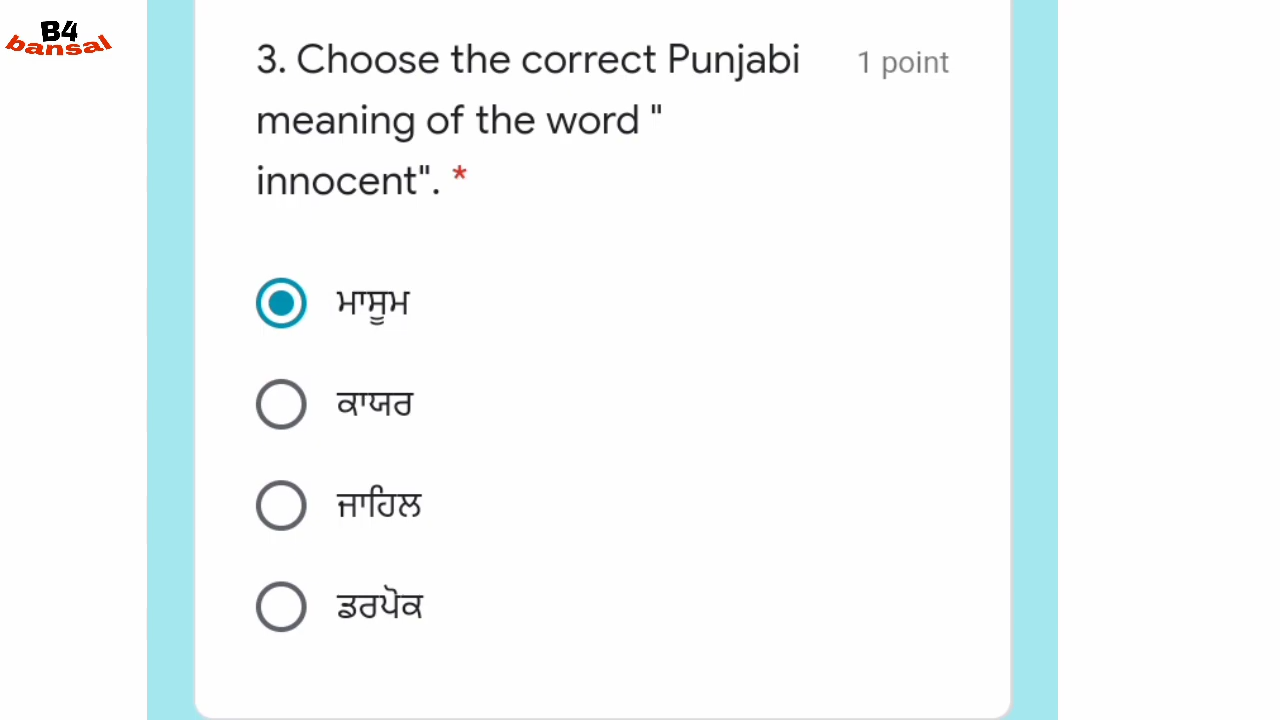 B4
bansal
3. Choose the correct Punjabi 1 point
meaning of the word "
innocent". *
ਮਾਸੂਮ
ਕਾਯਰ
ਜਾਹਿਲ
ਡਰਪੋਕ